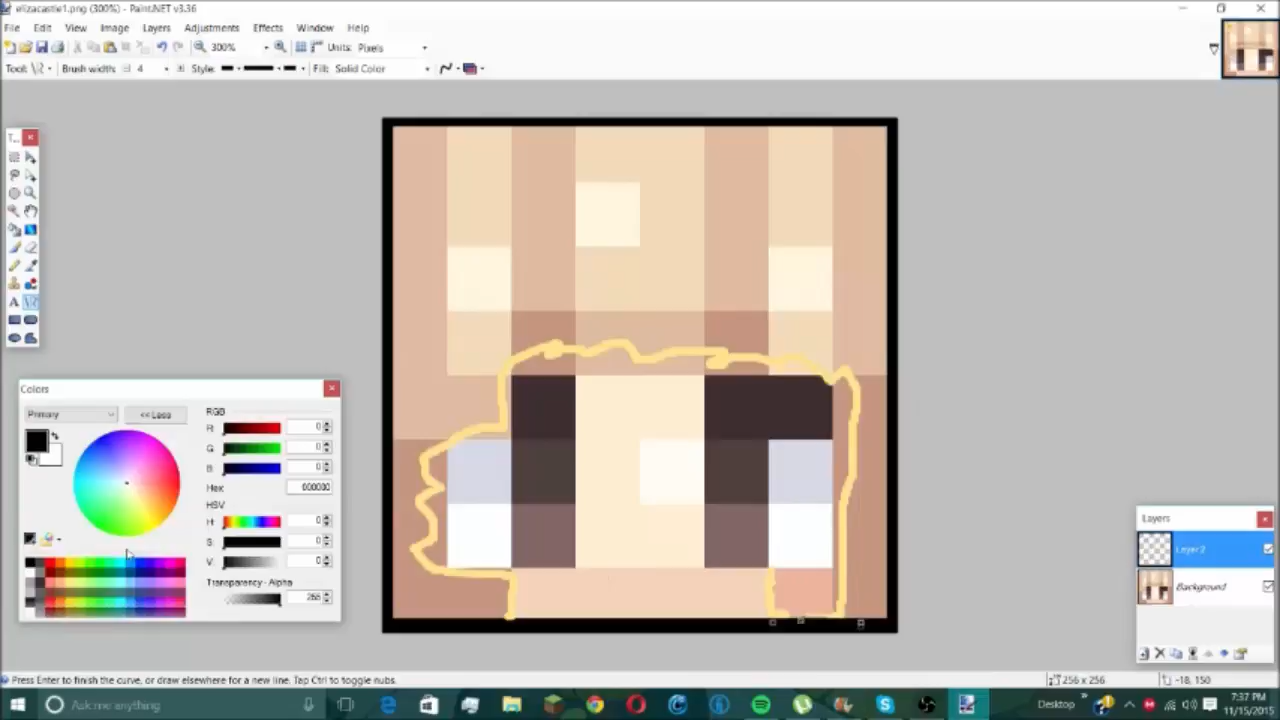 elizacastle1.png (300%) - Paint.NET v3.36
File Edit View Image Layers Adjustments Effects Window Help
300% Units: Pixels
Tool: Brush width: 4 Style: Fill: Solid Color
T...
Colors
Primary << Less RGB
R: 0
G: 0
B: 0
Hex: 000000
HSV
H: 0
S: 0
V: 0
Transparency - Alpha
255
Layers
Layer 2
Background
Press Enter to finish the curve, or draw elsewhere for a new line. Tap Ctrl to toggle nubs. 256 x 256 -18, 150
Ask me anything Desktop 7:37 PM
11/15/2015